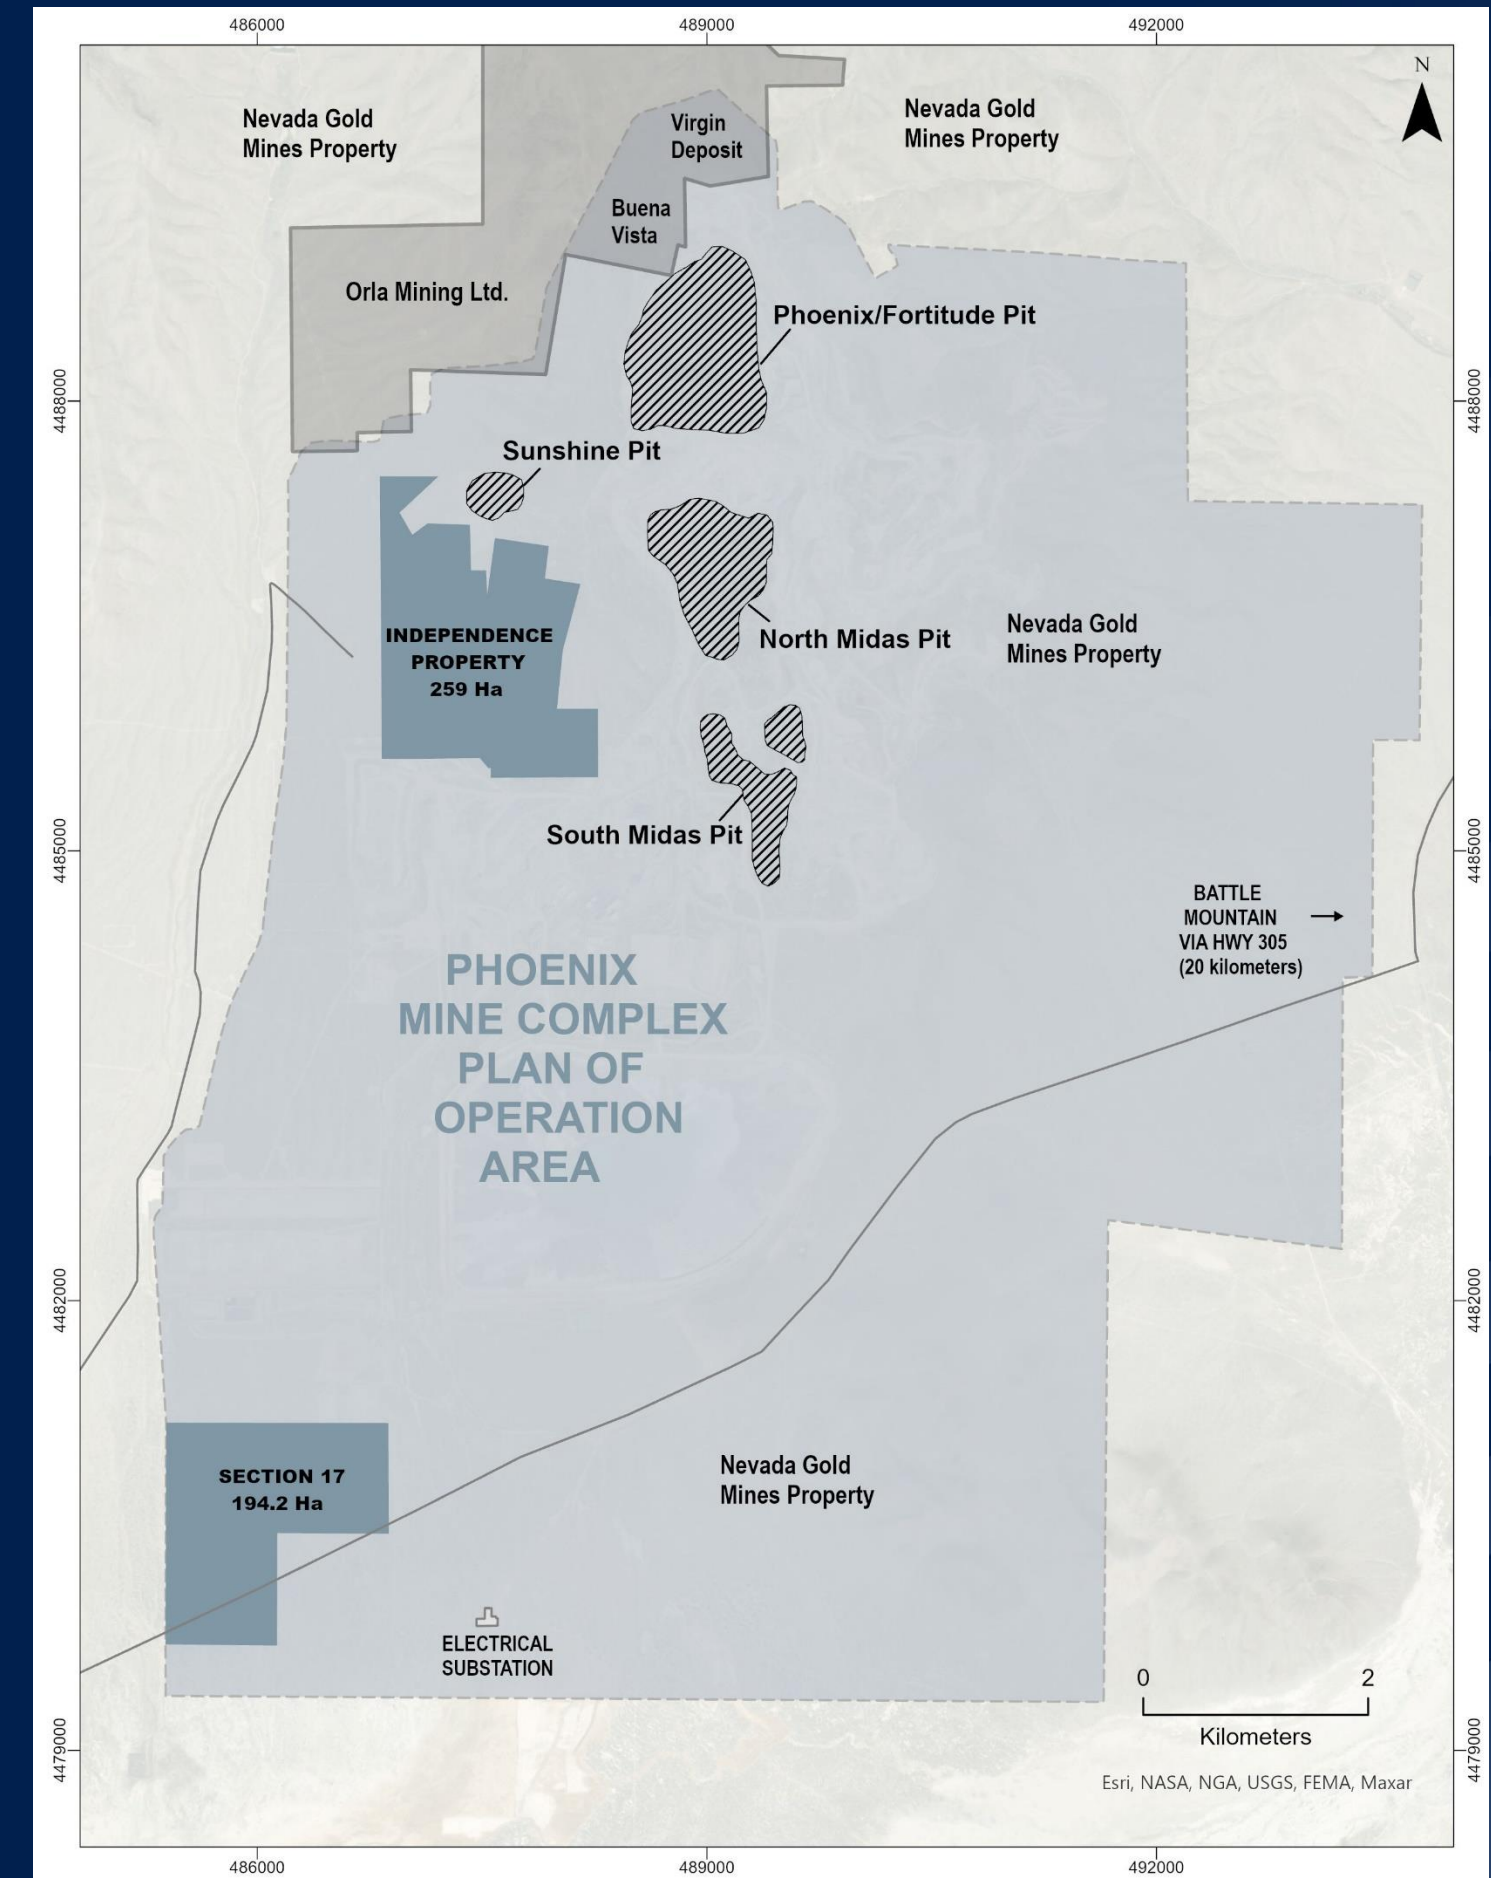 486000
489000
492000
N
Nevada Gold
Mines Property
Virgin
Deposit
Nevada Gold
Mines Property
Buena
Vista
Orla Mining Ltd.
Phoenix/Fortitude Pit
4488000
4488000
Sunshine Pit
INDEPENDENCE
PROPERTY
259 Ha
North Midas Pit
Nevada Gold
Mines Property
South Midas Pit
4485000
4485000
BATTLE
MOUNTAIN
VIA HWY 305
(20 kilometers)
PHOENIX
MINE COMPLEX
PLAN OF
OPERATION
AREA
4482000
4482000
SECTION 17
194.2 Ha
Nevada Gold
Mines Property
ELECTRICAL
SUBSTATION
0
2
Kilometers
4479000
4479000
Esri, NASA, NGA, USGS, FEMA, Maxar
486000
489000
492000